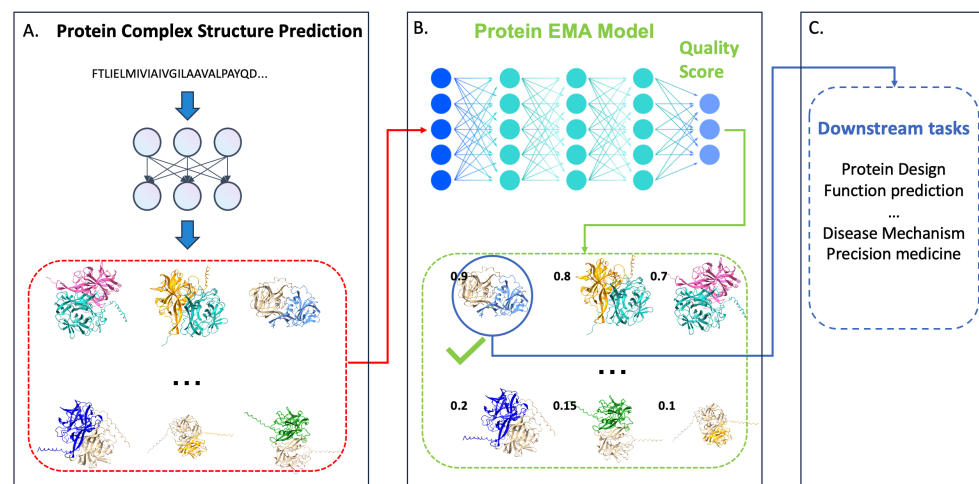 A. Protein Complex Structure Prediction
FTLIELMIVIAIVGILAAVALPAYQD...
...
B.
Protein EMA Model
Quality
Score
0.9
0.8
0.7
...
0.2
0.15
0.1
C.
Downstream tasks
Protein Design
Function prediction
...
Disease Mechanism
Precision medicine